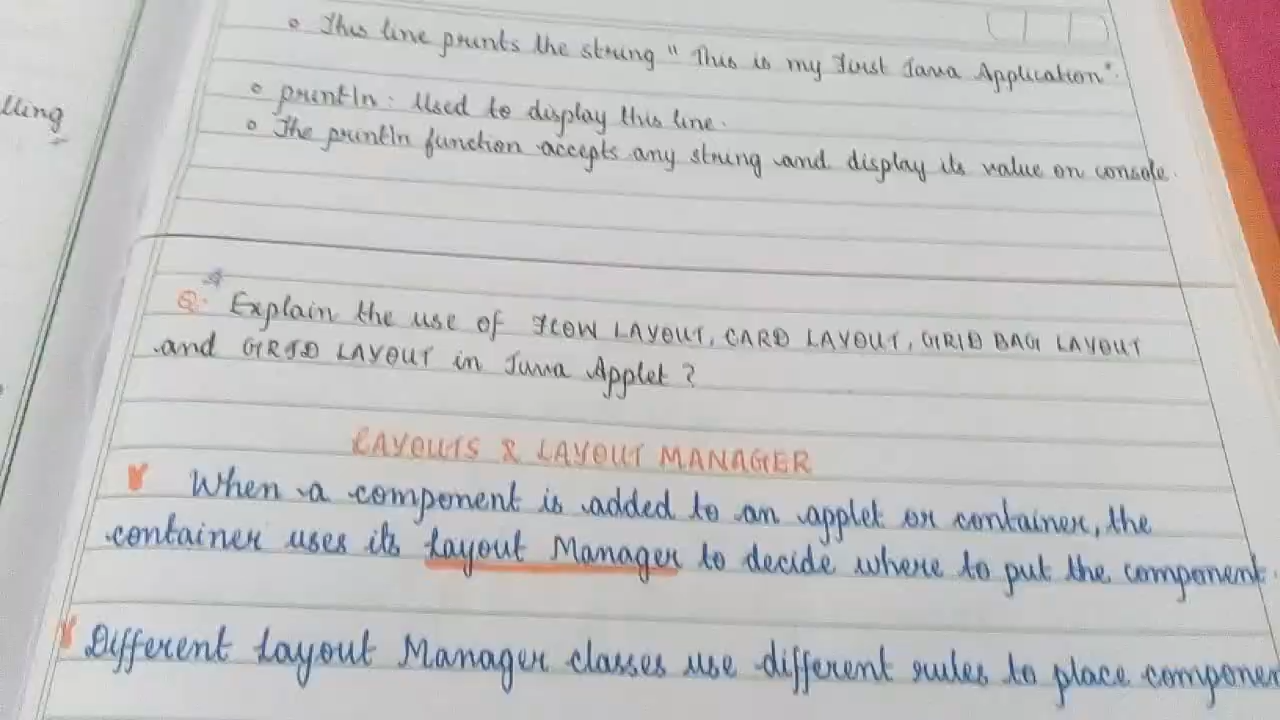 lling
• This line prints the string "This is my First Java Application".
• println: Used to display this line.
• The println function accepts any string and display its value on console.
Q. Explain the use of FLOW LAYOUT, CARD LAYOUT, GRID BAG LAYOUT
and GRID LAYOUT in Java Applet?
LAYOUTS & LAYOUT MANAGER
When a component is added to an applet or container, the
container uses its Layout Manager to decide where to put the component.
Different Layout Manager classes use different rules to place componen